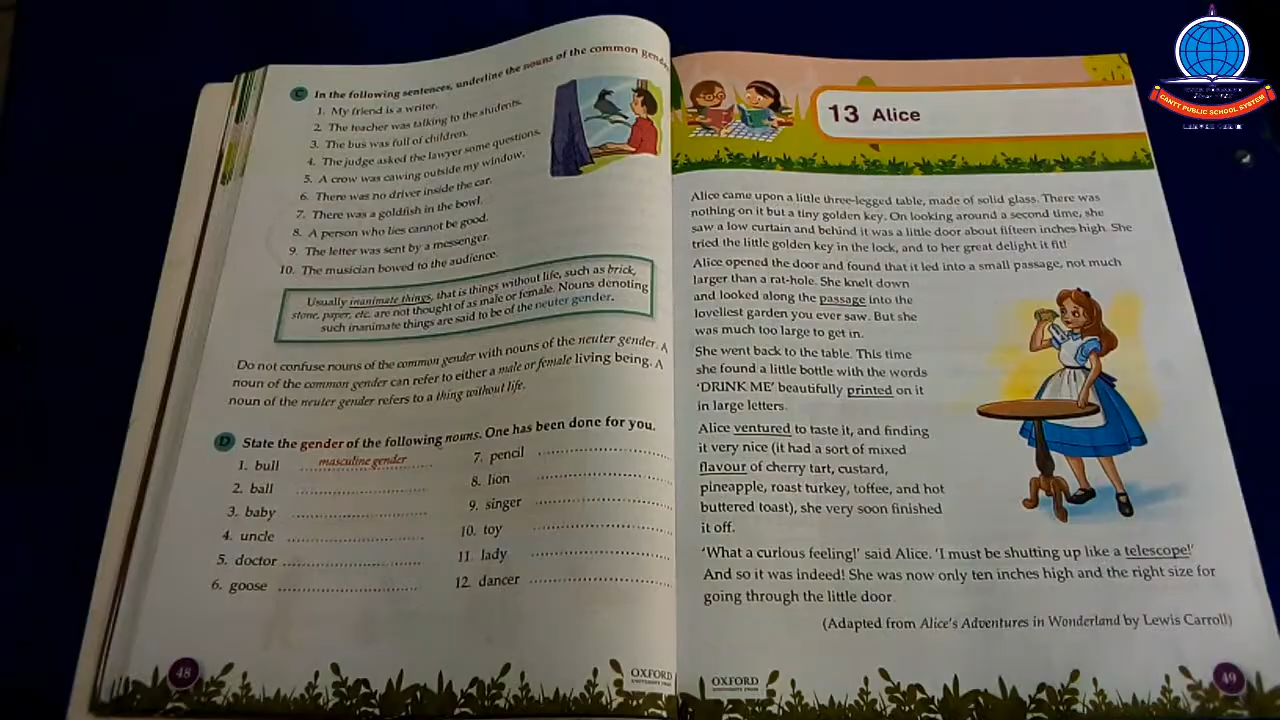 C In the following sentences, underline the nouns of the common gender
1. My friend is a writer.
2. The teacher was talking to the students.
3. The bus was full of children.
4. The judge asked the lawyer some questions.
5. A crow was cawing outside my window.
6. There was no driver inside the car.
7. There was a goldfish in the bowl.
8. A person who lies cannot be good.
9. The letter was sent by a messenger.
10. The musician bowed to the audience.
Usually inanimate things, that is things without life, such as brick,
stone, paper, etc. are not thought of as male or female. Nouns denoting
such inanimate things are said to be of the neuter gender.
Do not confuse nouns of the common gender with nouns of the neuter gender. A
noun of the common gender can refer to either a male or female living being. A
noun of the neuter gender refers to a thing without life.
D State the gender of the following nouns. One has been done for you.
1. bull masculine gender
2. ball
3. baby
4. uncle
5. doctor
6. goose
7. pencil
8. lion
9. singer
10. toy
11. lady
12. dancer
48
OXFORD
UNIVERSITY PRESS
13 Alice
Alice came upon a little three-legged table, made of solid glass. There was
nothing on it but a tiny golden key. On looking around a second time, she
saw a low curtain and behind it was a little door about fifteen inches high. She
tried the little golden key in the lock, and to her great delight it fit!
Alice opened the door and found that it led into a small passage, not much
larger than a rat-hole. She knelt down
and looked along the passage into the
loveliest garden you ever saw. But she
was much too large to get in.
She went back to the table. This time
she found a little bottle with the words
'DRINK ME' beautifully printed on it
in large letters.
Alice ventured to taste it, and finding
it very nice (it had a sort of mixed
flavour of cherry tart, custard,
pineapple, roast turkey, toffee, and hot
buttered toast), she very soon finished
it off.
'What a curious feeling!' said Alice. 'I must be shutting up like a telescope!'
And so it was indeed! She was now only ten inches high and the right size for
going through the little door.
(Adapted from Alice's Adventures in Wonderland by Lewis Carroll)
OXFORD
UNIVERSITY PRESS
49
CANTT PUBLIC SCHOOL SYSTEM